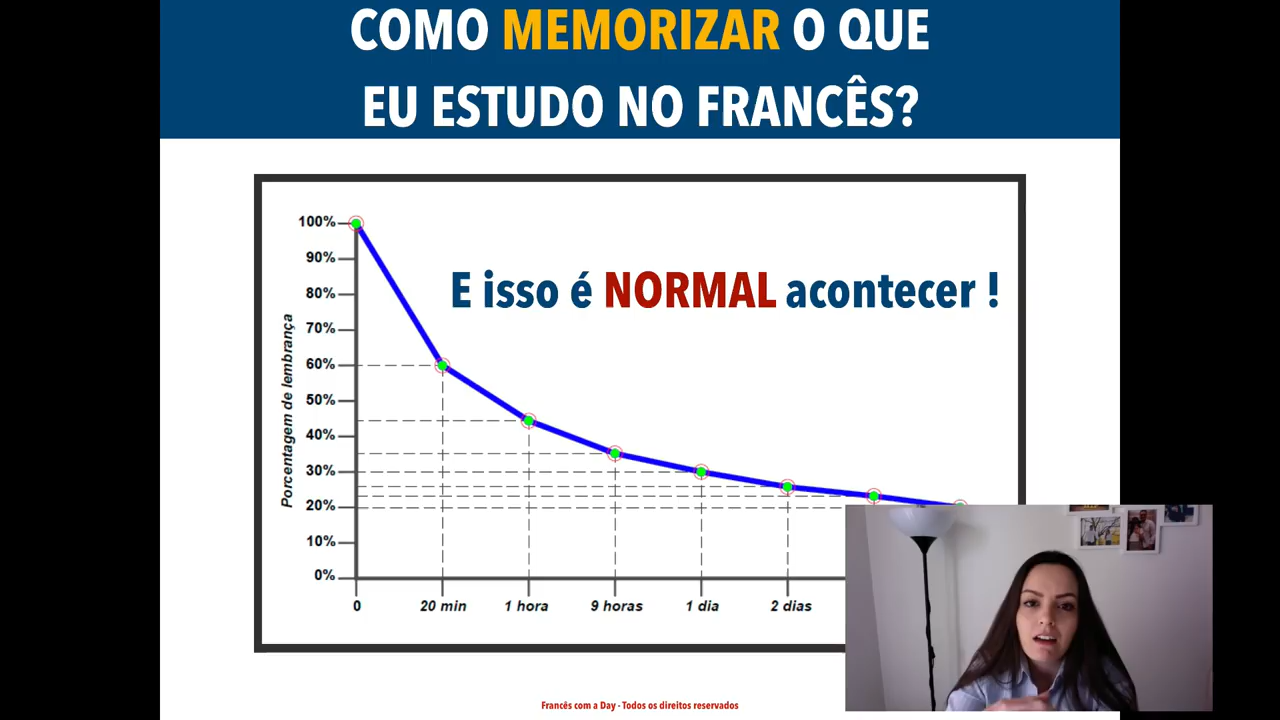 COMO MEMORIZAR O QUE
EU ESTUDO NO FRANCÊS?
E isso é NORMAL acontecer !
Porcentagem de lembrança
100%
90%
80%
70%
60%
50%
40%
30%
20%
10%
0%
0 20 min 1 hora 9 horas 1 dia 2 dias
Francês com a Day - Todos os direitos reservados